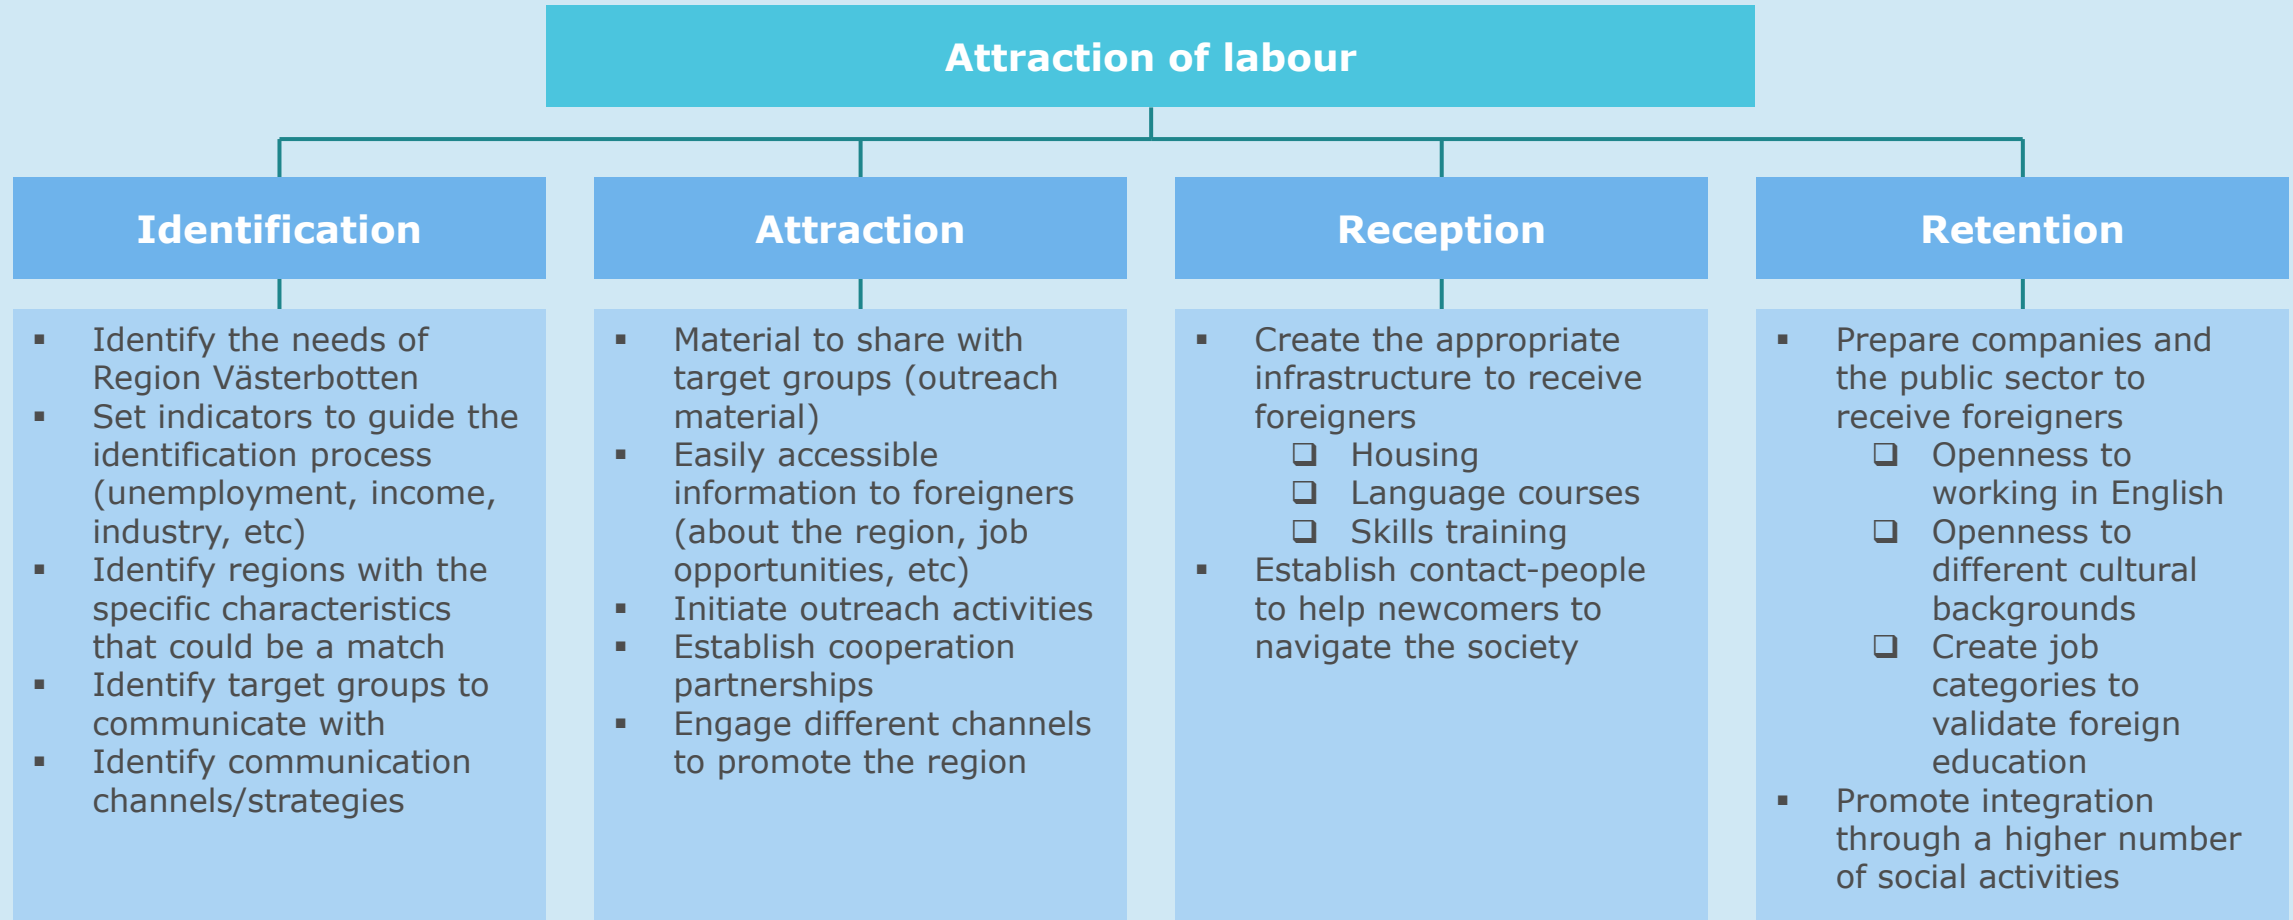 Attraction of labour
Identification
▪ Identify the needs of
Region Västerbotten
▪ Set indicators to guide the
identification process
(unemployment, income,
industry, etc)
▪ Identify regions with the
specific characteristics
that could be a match
▪ Identify target groups to
communicate with
▪ Identify communication
channels/strategies
Attraction
▪ Material to share with
target groups (outreach
material)
▪ Easily accessible
information to foreigners
(about the region, job
opportunities, etc)
▪ Initiate outreach activities
▪ Establish cooperation
partnerships
▪ Engage different channels
to promote the region
Reception
▪ Create the appropriate
infrastructure to receive
foreigners
❑ Housing
❑ Language courses
❑ Skills training
▪ Establish contact-people
to help newcomers to
navigate the society
Retention
▪ Prepare companies and
the public sector to
receive foreigners
❑ Openness to
working in English
❑ Openness to
different cultural
backgrounds
❑ Create job
categories to
validate foreign
education
▪ Promote integration
through a higher number
of social activities